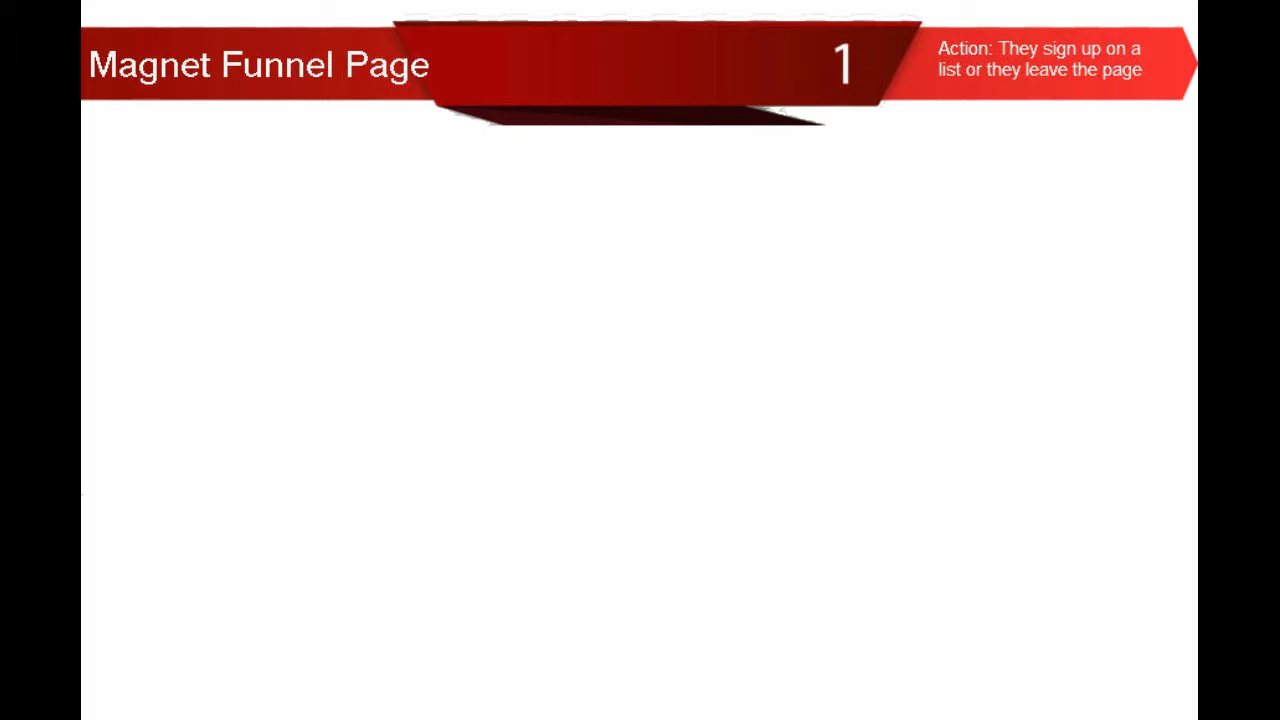 Magnet Funnel Page
1
Action: They sign up on a
list or they leave the page